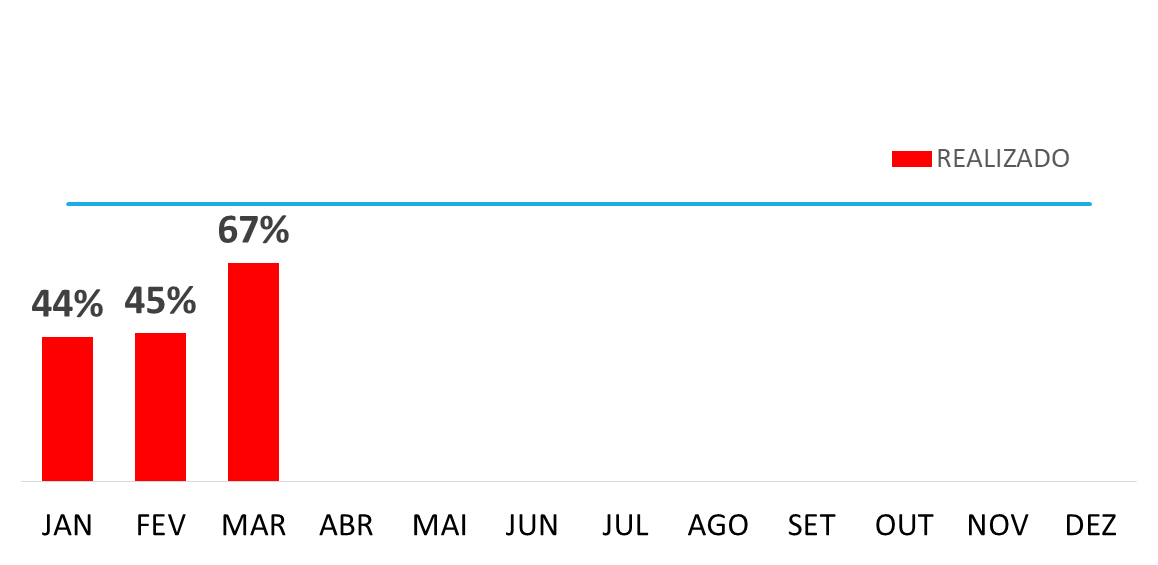 REALIZADO
67%
44% 45%
JAN FEV MAR ABR MAI JUN JUL AGO SET OUT NOV DEZ